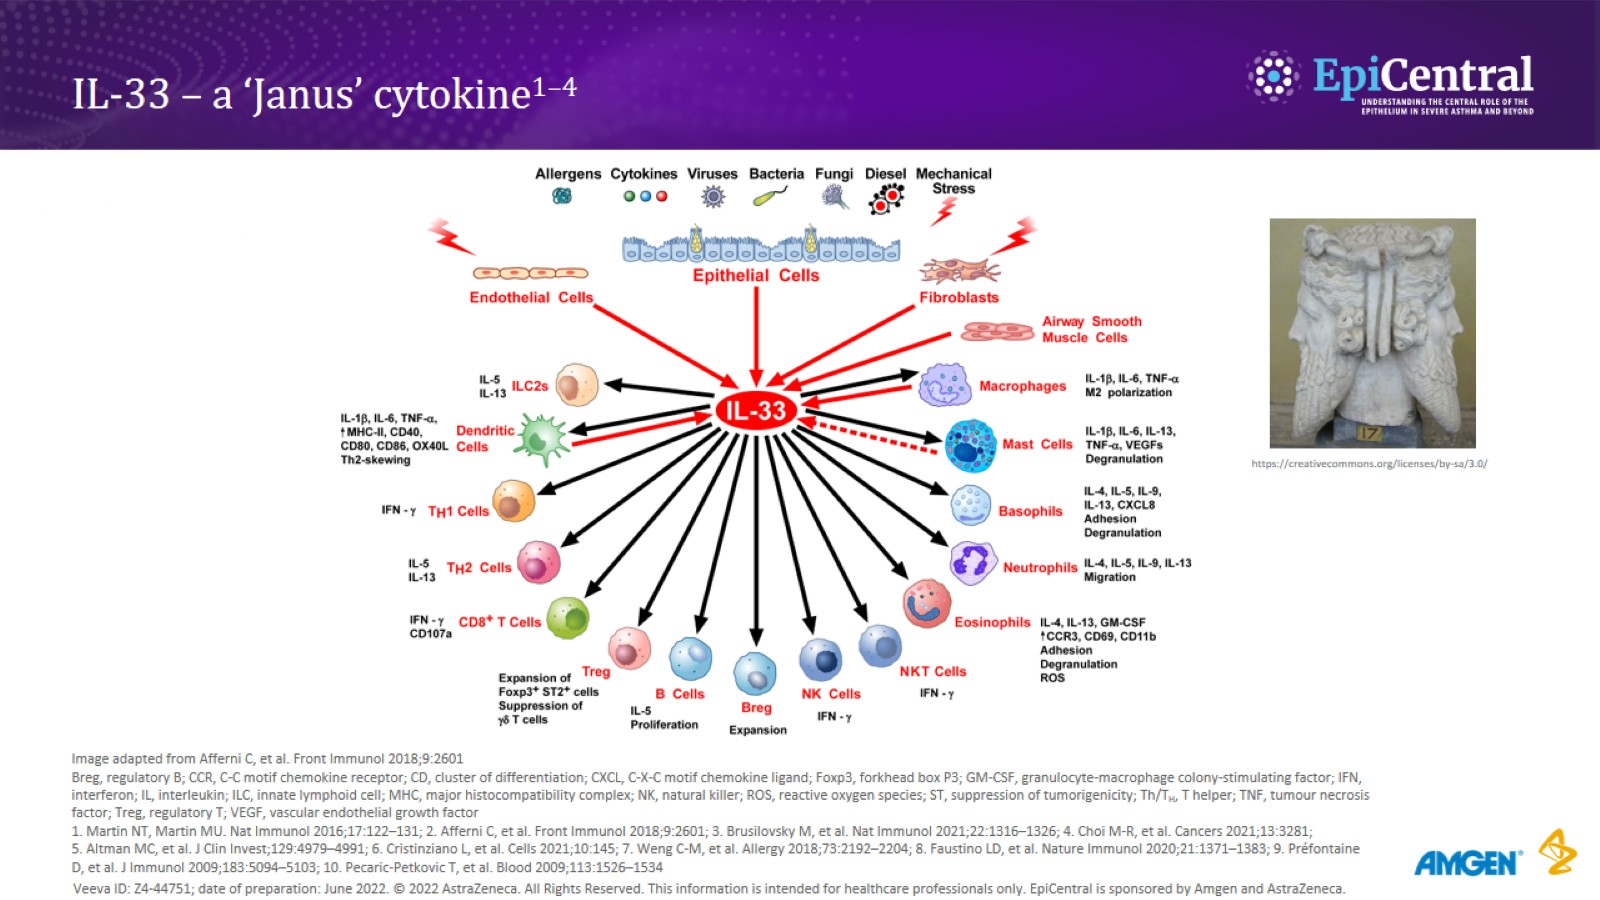 IL-33 – a ‘Janus’ cytokine1–4
EpiCentral
UNDERSTANDING THE CENTRAL ROLE OF THE
EPITHELIUM IN SEVERE ASTHMA AND BEYOND
Allergens Cytokines Viruses Bacteria Fungi Diesel Mechanical
Stress
Epithelial Cells
Endothelial Cells
Fibroblasts
Airway Smooth
Muscle Cells
IL-33
IL-5
IL-13
ILC2s
IL-1β, IL-6, TNF-α,
↑MHC-II, CD40,
CD80, CD86, OX40L
Th2-skewing
Dendritic
Cells
IFN - γ
TH1 Cells
IL-5
IL-13
TH2 Cells
IFN - γ
CD107a
CD8+ T Cells
Treg
Expansion of
Foxp3+ ST2+ cells
Suppression of
γδ T cells
B Cells
IL-5
Proliferation
Breg
Expansion
NK Cells
IFN - γ
NKT Cells
IFN - γ
Eosinophils
IL-4, IL-13, GM-CSF
↑CCR3, CD69, CD11b
Adhesion
Degranulation
ROS
Neutrophils
IL-4, IL-5, IL-9, IL-13
Migration
Basophils
IL-4, IL-5, IL-9,
IL-13, CXCL8
Adhesion
Degranulation
Mast Cells
IL-1β, IL-6, IL-13,
TNF-α, VEGFs
Degranulation
Macrophages
IL-1β, IL-6, TNF-α
M2 polarization
17
https://creativecommons.org/licenses/by-sa/3.0/
Image adapted from Afferni C, et al. Front Immunol 2018;9:2601
Breg, regulatory B; CCR, C-C motif chemokine receptor; CD, cluster of differentiation; CXCL, C-X-C motif chemokine ligand; Foxp3, forkhead box P3; GM-CSF, granulocyte-macrophage colony-stimulating factor; IFN,
interferon; IL, interleukin; ILC, innate lymphoid cell; MHC, major histocompatibility complex; NK, natural killer; ROS, reactive oxygen species; ST, suppression of tumorigenicity; Th/TH, T helper; TNF, tumour necrosis
factor; Treg, regulatory T; VEGF, vascular endothelial growth factor
1. Martin NT, Martin MU. Nat Immunol 2016;17:122–131; 2. Afferni C, et al. Front Immunol 2018;9:2601; 3. Brusilovsky M, et al. Nat Immunol 2021;22:1316–1326; 4. Choi M-R, et al. Cancers 2021;13:3281;
5. Altman MC, et al. J Clin Invest;129:4979–4991; 6. Cristinziano L, et al. Cells 2021;10:145; 7. Weng C-M, et al. Allergy 2018;73:2192–2204; 8. Faustino LD, et al. Nature Immunol 2020;21:1371–1383; 9. Préfontaine
D, et al. J Immunol 2009;183:5094–5103; 10. Pecaric-Petkovic T, et al. Blood 2009;113:1526–1534
Veeva ID: Z4-44751; date of preparation: June 2022. © 2022 AstraZeneca. All Rights Reserved. This information is intended for healthcare professionals only. EpiCentral is sponsored by Amgen and AstraZeneca.
AMGEN®